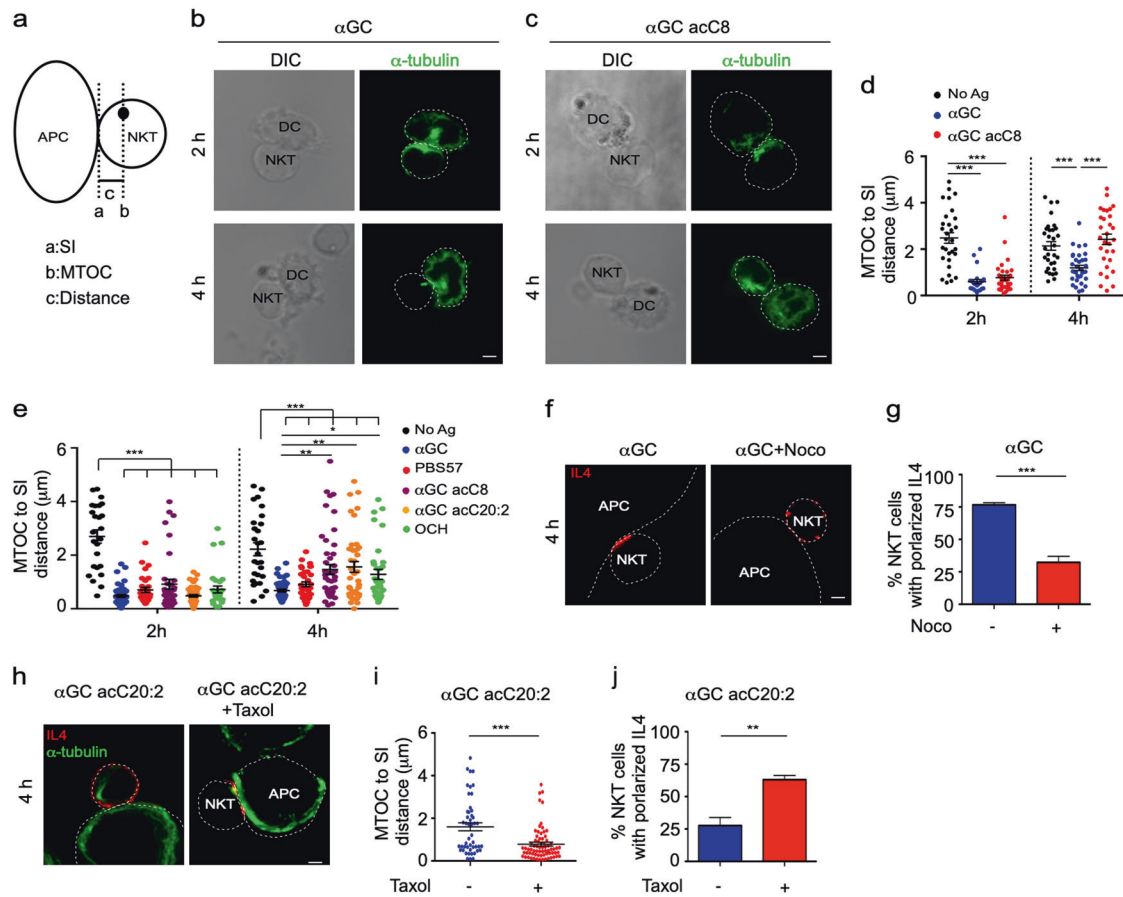 a
APC
NKT
c
a
b
a:SI
b:MTOC
c:Distance
b
αGC
DIC
α-tubulin
2 h
DC
NKT
4 h
DC
NKT
c
αGC acC8
DIC
α-tubulin
DC
NKT
NKT
DC
d
No Ag
αGC
αGC acC8
MTOC to SI
distance (μm)
6
4
2
0
***
***
***
***
2h
4h
e
MTOC to SI
distance (μm)
6
4
2
0
***
***
*
**
**
2h
4h
No Ag
αGC
PBS57
αGC acC8
αGC acC20:2
OCH
f
αGC
αGC+Noco
4 h
IL4
APC
NKT
NKT
APC
g
αGC
% NKT cells
with porlarized IL4
100
75
50
25
0
***
Noco
-
+
h
αGC acC20:2
αGC acC20:2
+Taxol
4 h
IL4
α-tubulin
NKT
APC
i
αGC acC20:2
MTOC to SI
distance (μm)
6
5
4
3
2
1
0
***
Taxol
-
+
j
αGC acC20:2
% NKT cells
with porlarized IL4
100
75
50
25
0
**
Taxol
-
+